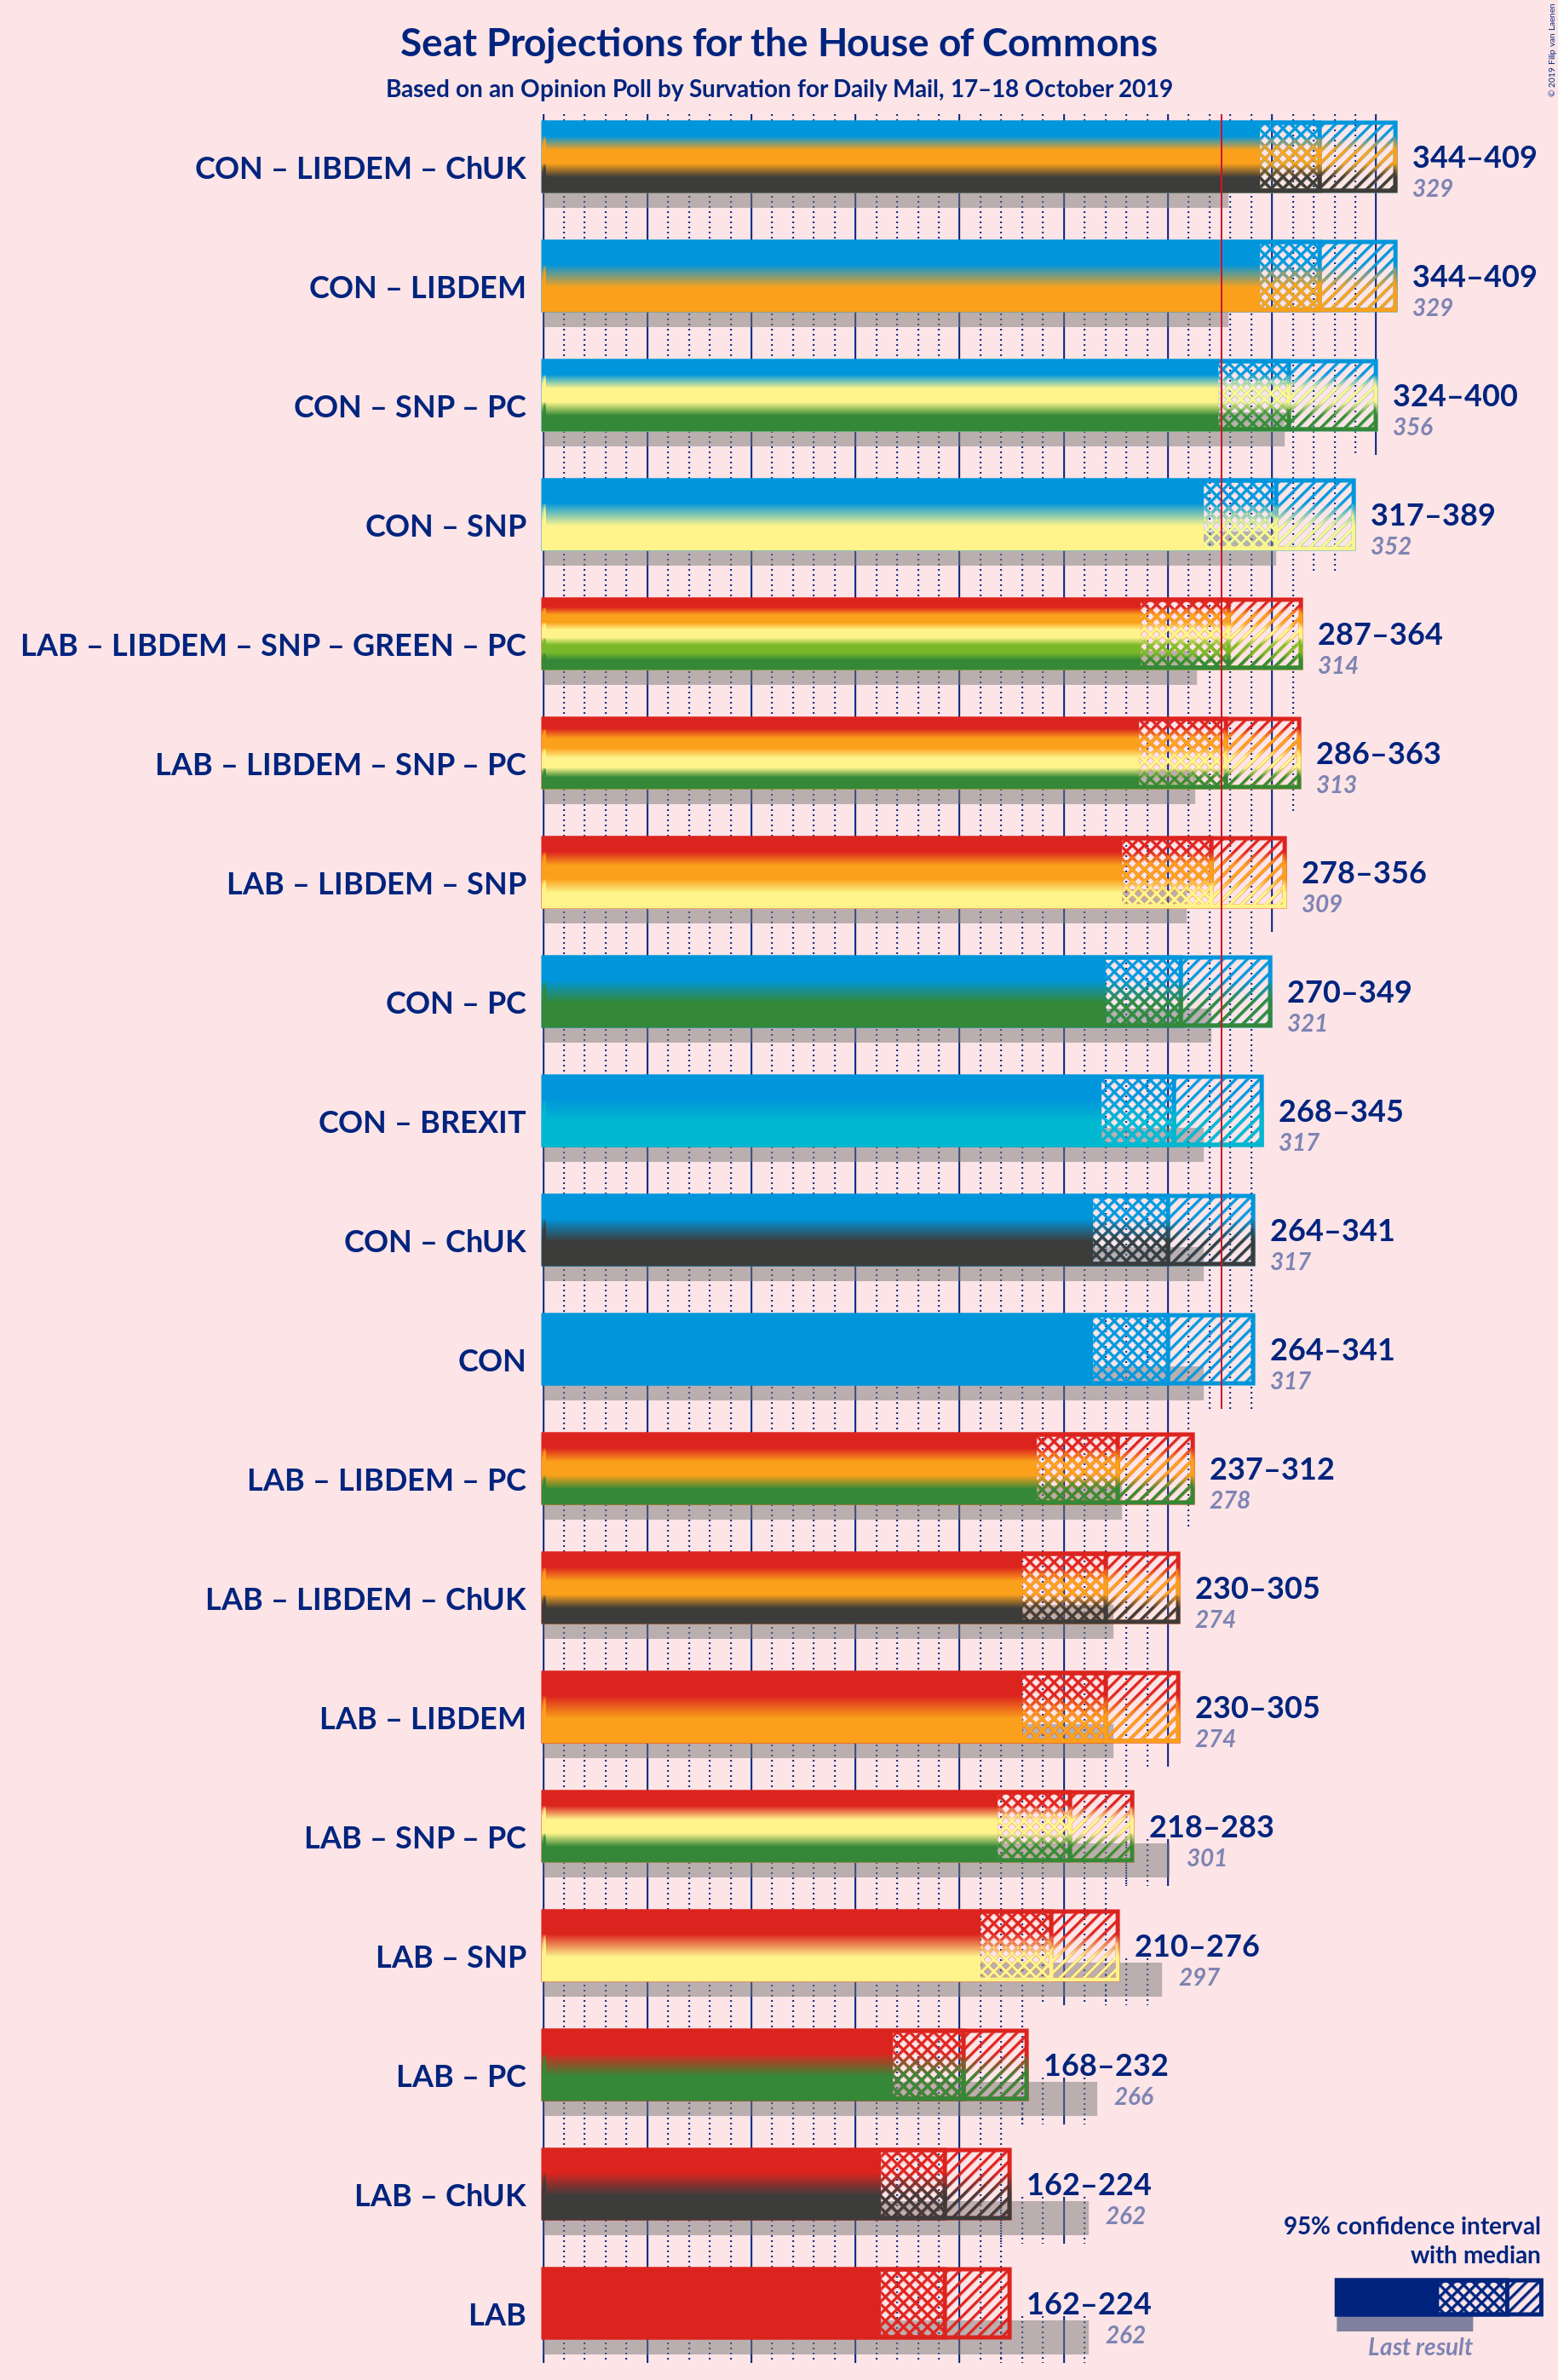 Seat Projections for the House of Commons
Based on an Opinion Poll by Survation for Daily Mail, 17–18 October 2019
© 2019 Filip van Laenen
CON – LIBDEM – ChUK
344–409
329
CON – LIBDEM
344–409
329
CON – SNP – PC
324–400
356
CON – SNP
317–389
352
LAB – LIBDEM – SNP – GREEN – PC
287–364
314
LAB – LIBDEM – SNP – PC
286–363
313
LAB – LIBDEM – SNP
278–356
309
CON – PC
270–349
321
CON – BREXIT
268–345
317
CON – ChUK
264–341
317
CON
264–341
317
LAB – LIBDEM – PC
237–312
278
LAB – LIBDEM – ChUK
230–305
274
LAB – LIBDEM
230–305
274
LAB – SNP – PC
218–283
301
LAB – SNP
210–276
297
LAB – PC
168–232
266
LAB – ChUK
162–224
262
LAB
162–224
262
95% confidence interval
with median
Last result